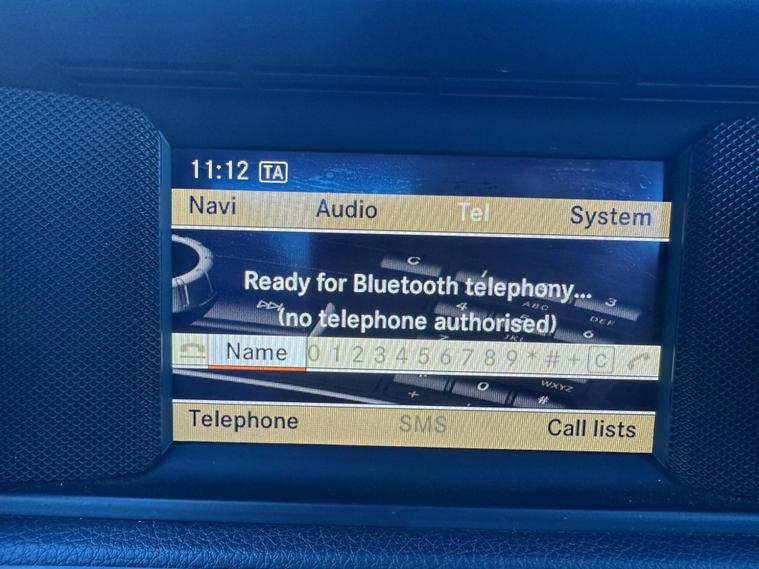 11:12 TA
Navi Audio Tel System
Ready for Bluetooth telephony...
(no telephone authorised)
Name 0 1 2 3 4 5 6 7 8 9 * # + C
Telephone SMS Call lists